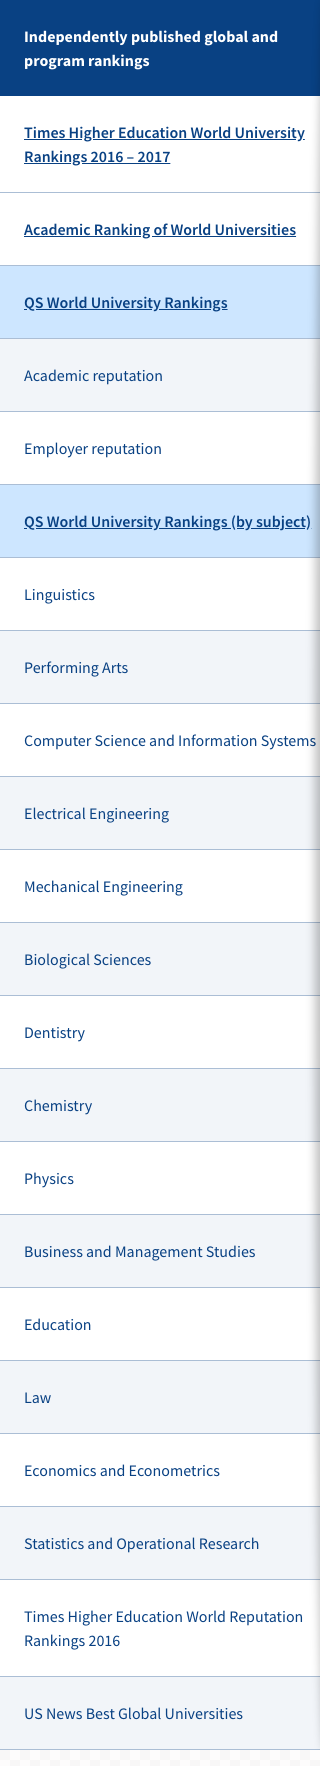 Independently published global and
program rankings
Times Higher Education World University
Rankings 2016 – 2017
Academic Ranking of World Universities
QS World University Rankings
Academic reputation
Employer reputation
QS World University Rankings (by subject)
Linguistics
Performing Arts
Computer Science and Information Systems
Electrical Engineering
Mechanical Engineering
Biological Sciences
Dentistry
Chemistry
Physics
Business and Management Studies
Education
Law
Economics and Econometrics
Statistics and Operational Research
Times Higher Education World Reputation
Rankings 2016
US News Best Global Universities